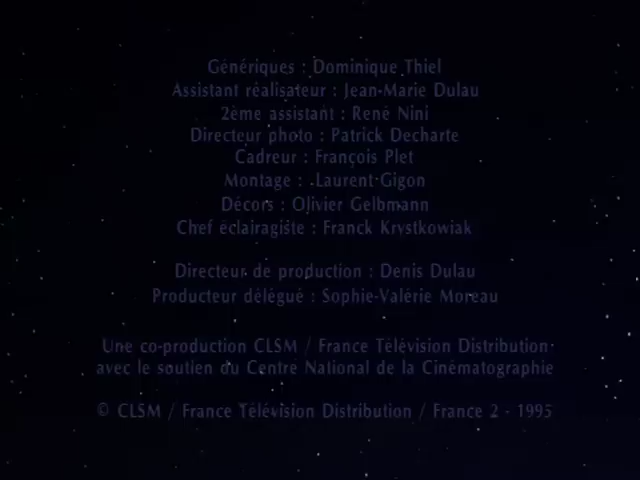 Génériques : Dominique Thiel
Assistant réalisateur : Jean-Marie Dulau
2ème assistant : René Nini
Directeur photo : Patrick Decharte
Cadreur : François Plet
Montage : Laurent Gigon
Décors : Olivier Gelbmann
Chef éclairagiste : Franck Krystkowiak
Directeur de production : Denis Dulau
Producteur délégué : Sophie-Valérie Moreau
Une co-production CLSM / France Télévision Distribution
avec le soutien du Centre National de la Cinématographie
© CLSM / France Télévision Distribution / France 2 - 1995